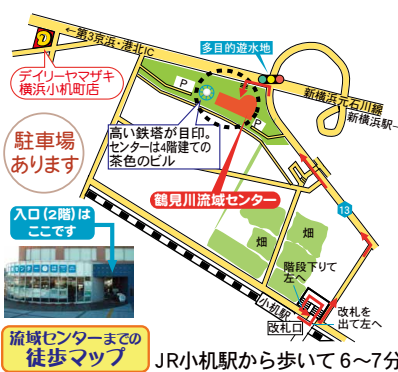 ←第3京浜・港北IC
多目的遊水地
デイリーヤマザキ
横浜小机町店
新横浜元石川線
新横浜駅→
P
P
高い鉄塔が目印。
センターは4階建ての
茶色のビル
駐車場
あります
鶴見川流域センター
13
入口（2階）は
ここです
畑
畑
階段下りて
左へ
小机駅
改札口
改札を
出て左へ
流域センターまでの
徒歩マップ
JR小机駅から歩いて6〜7分